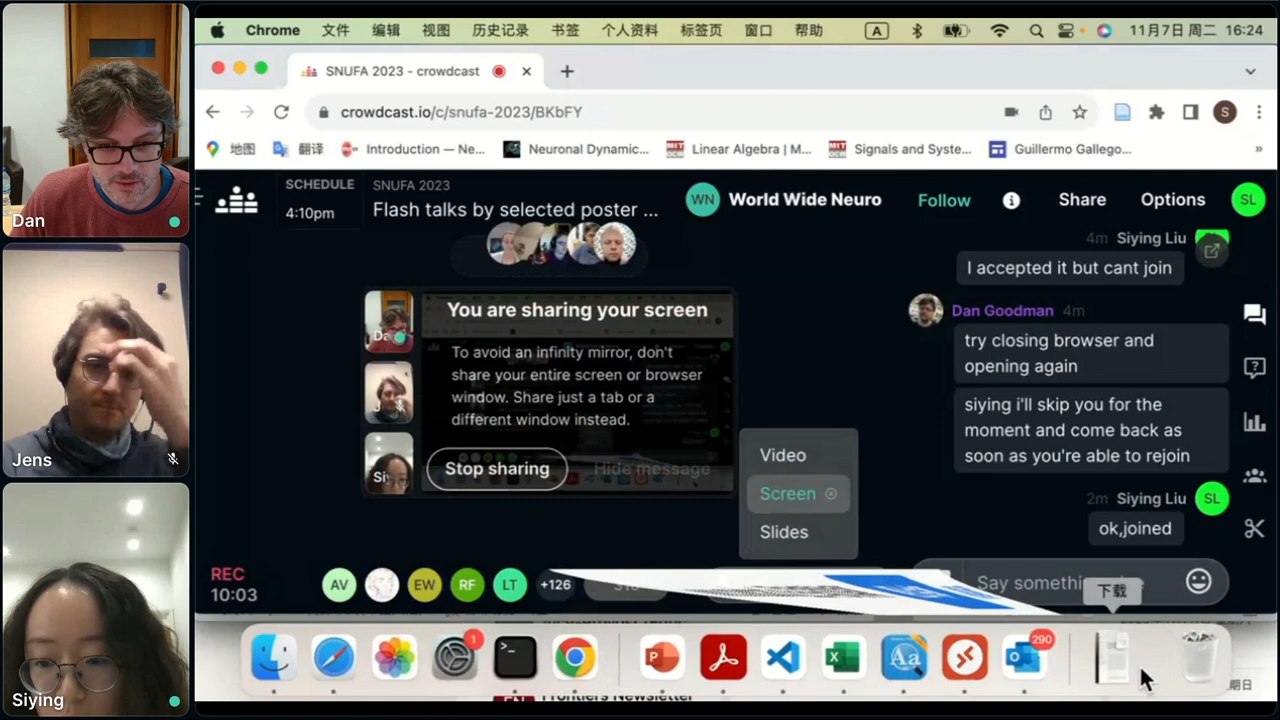 Dan
Jens
Siying
Chrome 文件 编辑 视图 历史记录 书签 个人资料 标签页 窗口 帮助 A 11月7日 周二 16:24
SNUFA 2023 - crowdcast
crowdcast.io/c/snufa-2023/BKbFY
S
地图 翻译 Introduction — Ne... Neuronal Dynamic... MIT Linear Algebra | M... MIT Signals and Syste... Guillermo Gallego... »
SCHEDULE
4:10pm
SNUFA 2023
Flash talks by selected poster ...
WN World Wide Neuro Follow Share Options SL
4m Siying Liu
I accepted it but cant join
Dan Goodman 4m
try closing browser and
opening again
siying i'll skip you for the
moment and come back as
soon as you're able to rejoin
2m Siying Liu SL
ok,joined
You are sharing your screen
To avoid an infinity mirror, don't
share your entire screen or browser
window. Share just a tab or a
different window instead.
Stop sharing Hide message
Video
Screen
Slides
REC
10:03
AV EW RF LT +126
Say something
下载
1
290
Frontiers Newsletter